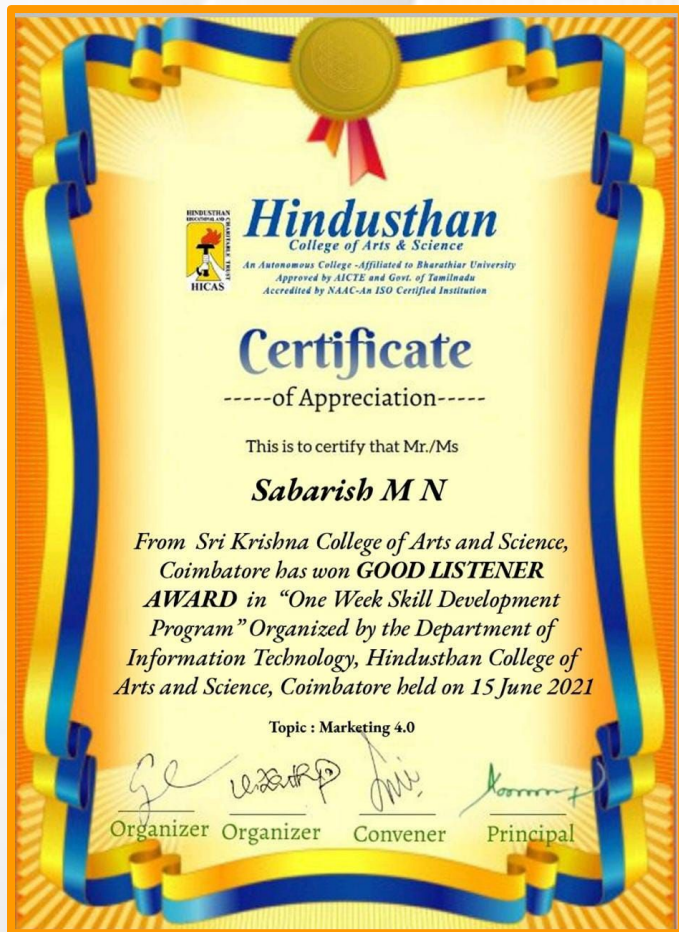 HINDUSTHAN
EDUCATIONAL AND
CHARITABLE TRUST
HICAS
Hindusthan
College of Arts & Science
An Autonomous College -Affiliated to Bharathiar University
Approved by AICTE and Govt. of Tamilnadu
Accredited by NAAC-An ISO Certified Institution
Certificate
-----of Appreciation-----
This is to certify that Mr./Ms
Sabarish M N
From Sri Krishna College of Arts and Science,
Coimbatore has won GOOD LISTENER
AWARD in “One Week Skill Development
Program” Organized by the Department of
Information Technology, Hindusthan College of
Arts and Science, Coimbatore held on 15 June 2021
Topic : Marketing 4.0
Organizer Organizer Convener Principal